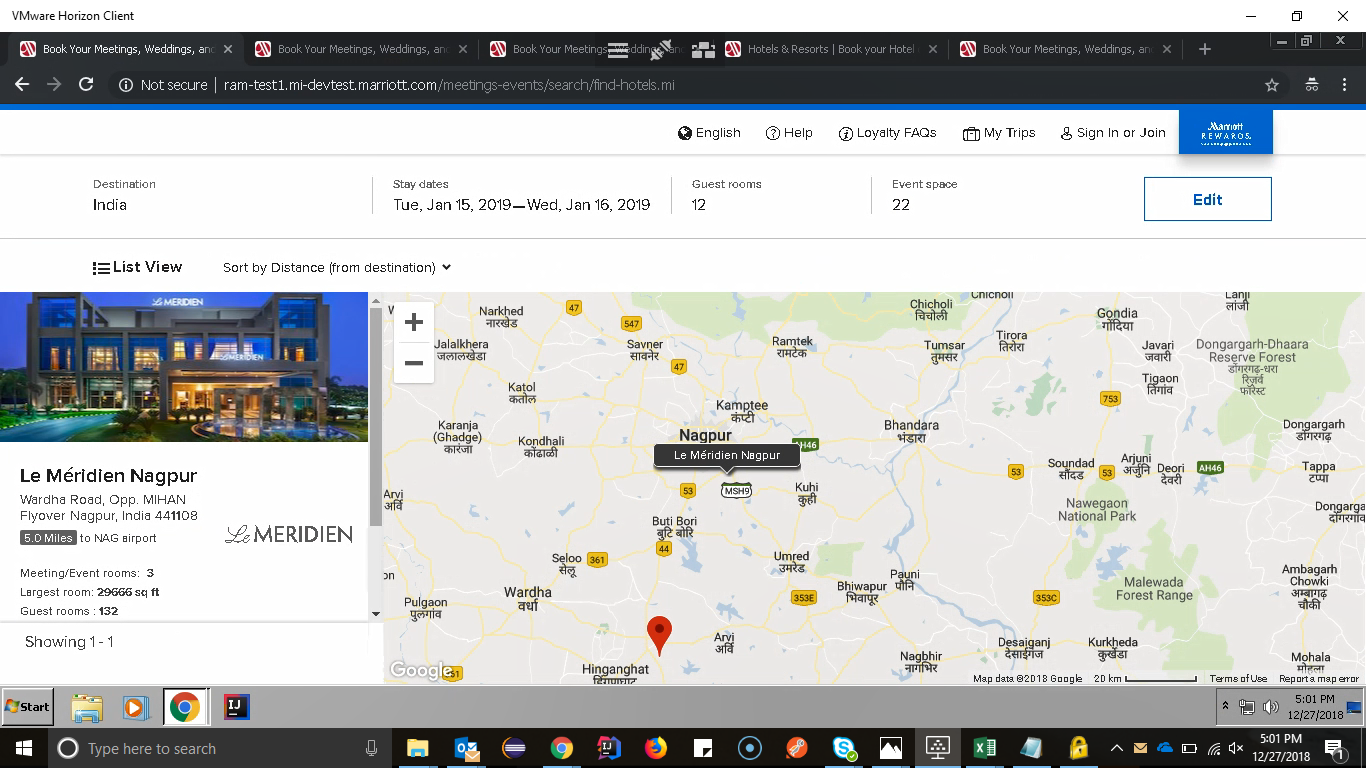 VMware Horizon Client
Book Your Meetings, Weddings, and
Book Your Meetings, Weddings, and
Book Your Meetings, Weddings, and
Hotels & Resorts | Book your Hotel
Book Your Meetings, Weddings, and
Not secure | ram-test1.mi-devtest.marriott.com/meetings-events/search/find-hotels.mi
English
Help
Loyalty FAQs
My Trips
Sign In or Join
Marriott
REWARDS.
Destination
India
Stay dates
Tue, Jan 15, 2019—Wed, Jan 16, 2019
Guest rooms
12
Event space
22
Edit
List View
Sort by Distance (from destination)
Le MERIDIEN
Le MERIDIEN
Le Méridien Nagpur
Wardha Road, Opp. MIHAN
Flyover Nagpur, India 441108
5.0 Miles to NAG airport
Le MERIDIEN
Meeting/Event rooms: 3
Largest room: 29666 sq ft
Guest rooms : 132
Showing 1 - 1
+
−
Narkhed
नारखेड
47
547
Chicholi
चिचोली
Chicholi
Lanji
लांजी
Gondia
गोंदिया
Jalalkhera
जलालखेडा
Savner
सावनेर
Ramtek
रामटेक
Tumsar
तुमसर
Tirora
तिरोरा
Javari
जवारी
Dongargarh-Dhaara
Reserve Forest
डोंगरगढ़-धरा
रिज़र्व
फॉरेस्ट
47
Katol
कतोल
Tigaon
तिगांव
753
Kamptee
कंप्टी
Karanja
(Ghadge)
कारंजा
Kondhali
कोंढाळी
Nagpur
AH46
Le Méridien Nagpur
Bhandara
भंडारा
Dongargarh
डोंगरगढ़
Soundad
सौंदड
53
53
Arjuni
अर्जुनि
Deori
देवरी
AH46
Tappa
टप्पा
Arvi
आर्वि
53
MSH9
Kuhi
कुही
Nawegaon
National Park
Dongarga
Buti Bori
बुटि बोरि
44
Seloo
सेलू
361
Umred
उमरेड
Pauni
पौनि
Bhiwapur
भिवापूर
Wardha
वर्धा
353E
353C
Malewada
Forest Range
Ambagarh
Chowki
अम्बागढ़
चौकी
on
Pulgaon
पुलगांव
Arvi
अर्वि
Desaiganj
देसाईगंज
Kurkheda
कुर्खेडा
Nagbhir
नागभिर
Mohala
मोहला
Hinganghat
हिंगणघाट
Google
Map data ©2018 Google
20 km
Terms of Use
Report a map error
Start
5:01 PM
12/27/2018
Type here to search
5:01 PM
12/27/2018
1